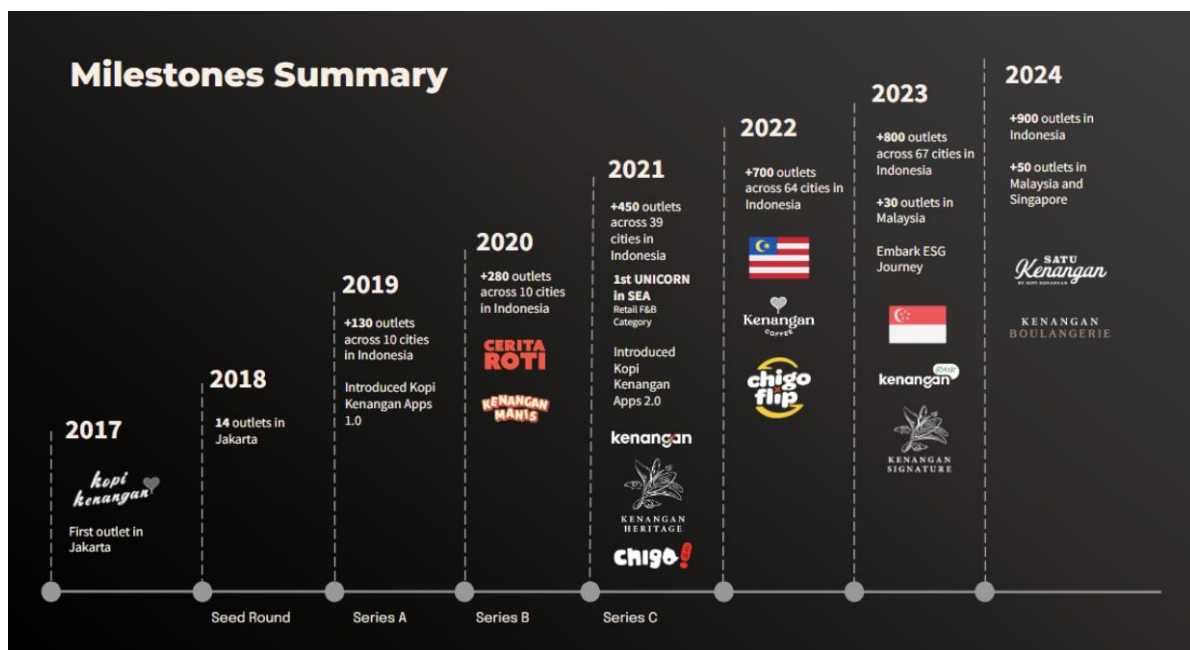 Milestones Summary
2017
kopi
kenangan
First outlet in
Jakarta
2018
14 outlets in
Jakarta
Seed Round
2019
+130 outlets
across 10 cities
in Indonesia
Introduced Kopi
Kenangan Apps
1.0
Series A
2020
+280 outlets
across 10 cities
in Indonesia
CERITA
ROTI
KENANGAN
MANIS
Series B
2021
+450 outlets
across 39
cities in
Indonesia
1st UNICORN
in SEA
Retail F&B
Category
Introduced
Kopi
Kenangan
Apps 2.0
kenangan
KENANGAN
HERITAGE
chigo!
Series C
2022
+700 outlets
across 64 cities in
Indonesia
Kenangan
COFFEE
chigo
flip
2023
+800 outlets
across 67 cities in
Indonesia
+30 outlets in
Malaysia
Embark ESG
Journey
kenangan
KENANGAN
SIGNATURE
2024
+900 outlets in
Indonesia
+50 outlets in
Malaysia and
Singapore
SATU
Kenangan
BY KOPI KENANGAN
KENANGAN
BOULANGERIE